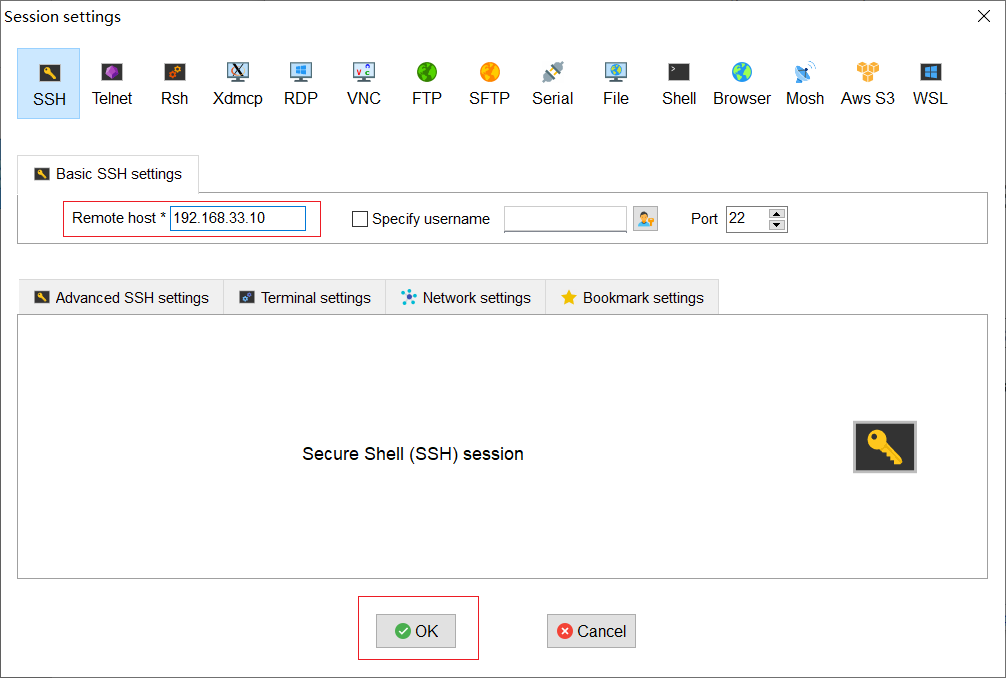 Session settings
SSH Telnet Rsh Xdmcp RDP VNC FTP SFTP Serial File Shell Browser Mosh Aws S3 WSL
Basic SSH settings
Remote host * 192.168.33.10 Specify username Port 22
Advanced SSH settings Terminal settings Network settings Bookmark settings
Secure Shell (SSH) session
OK Cancel